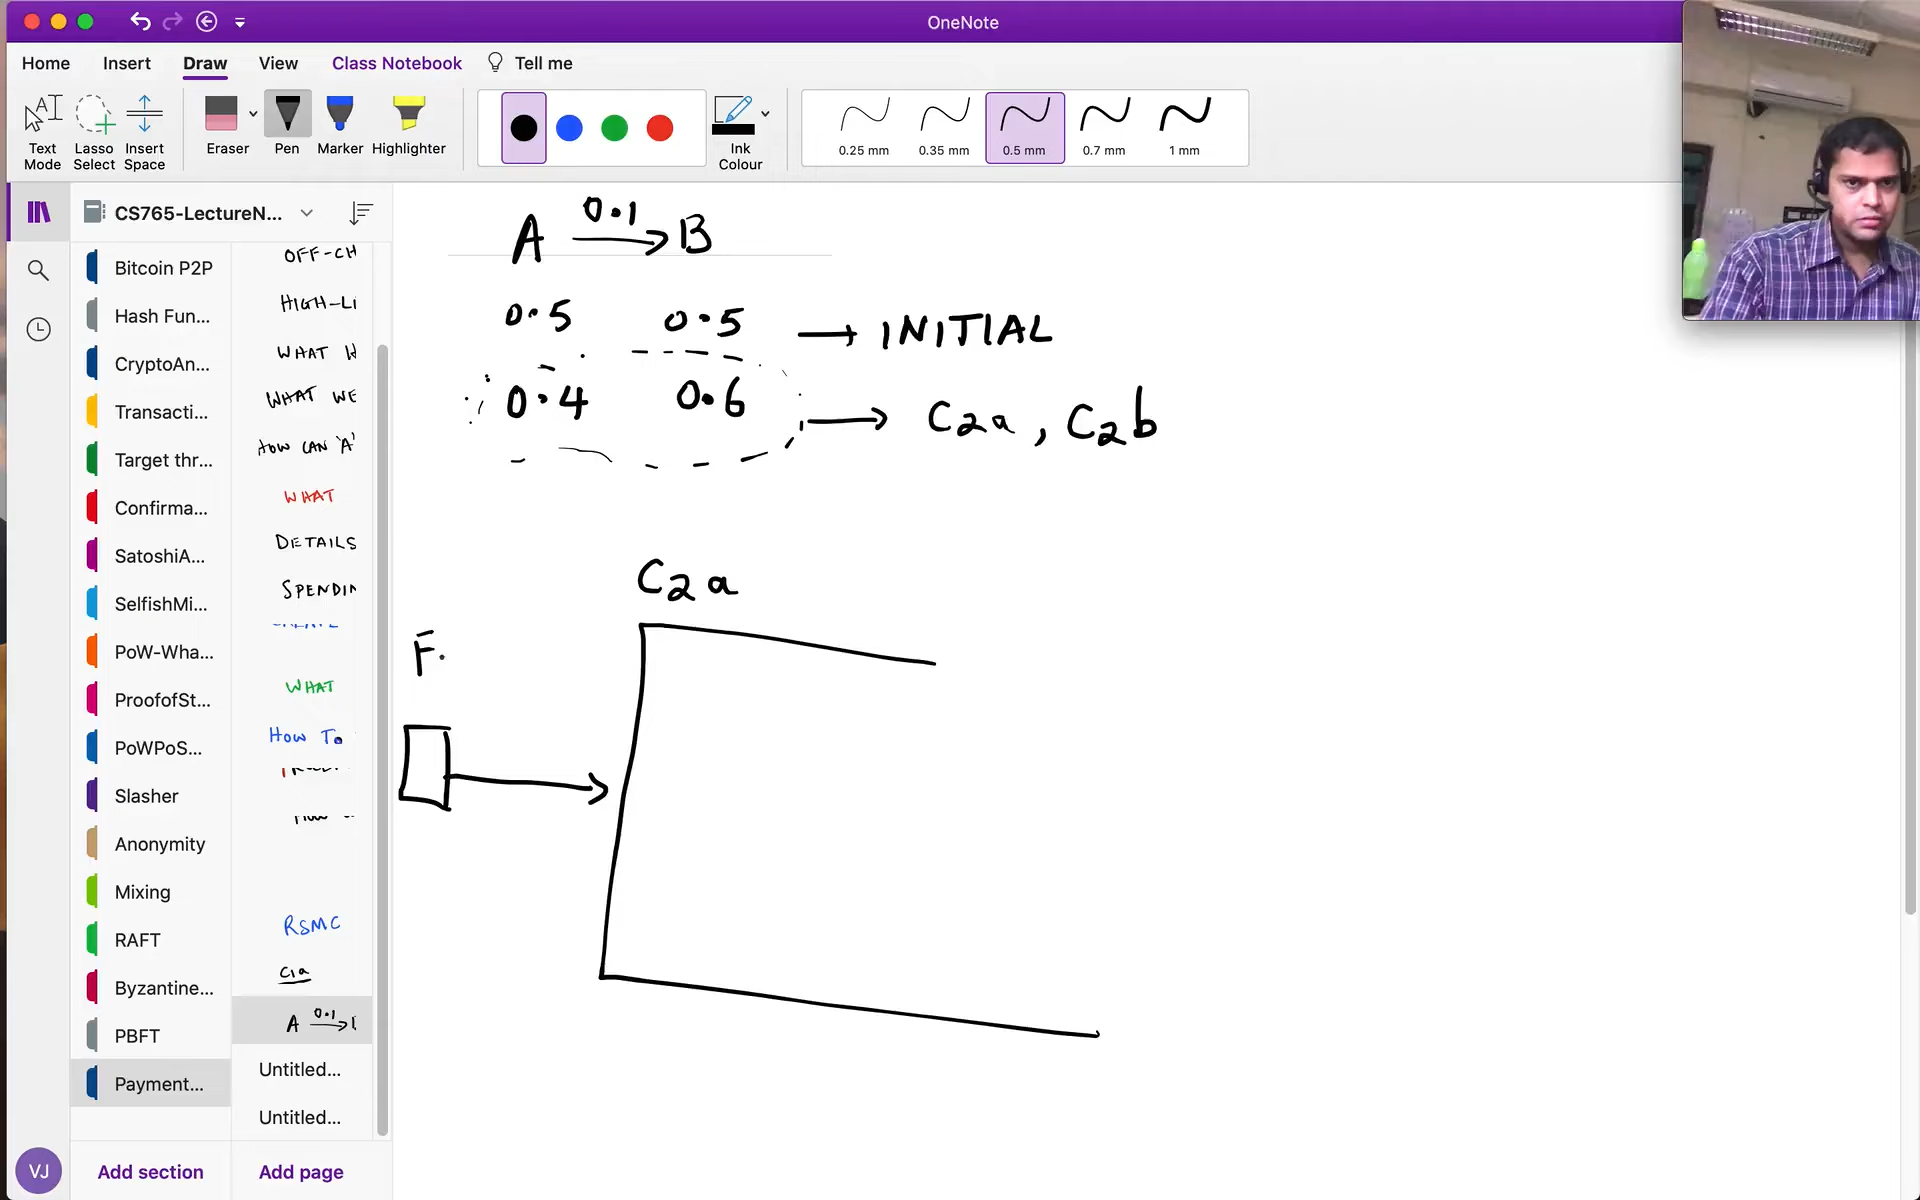 OneNote
Home Insert Draw View Class Notebook Tell me
Text Mode
Lasso Select
Insert Space
Eraser
Pen
Marker
Highlighter
Ink Colour
0.25 mm
0.35 mm
0.5 mm
0.7 mm
1 mm
CS765-LectureN...
Bitcoin P2P
Hash Fun...
CryptoAn...
Transacti...
Target thr...
Confirma...
SatoshiA...
SelfishMi...
PoW-Wha...
ProofofSt...
PoWPoS...
Slasher
Anonymity
Mixing
RAFT
Byzantine...
PBFT
Payment...
Add section
OFF-CH
HIGH-LI
WHAT H
WHAT WE
HOW CAN 'A'
WHAT
DETAILS
SPENDIN
WHAT
HOW TO
RSMC
C1a
A 0.1
Untitled...
Untitled...
Add page
VJ
A 0.1 B
0.5 0.5 → INITIAL
0.4 0.6 → C2a, C2b
C2a
F.